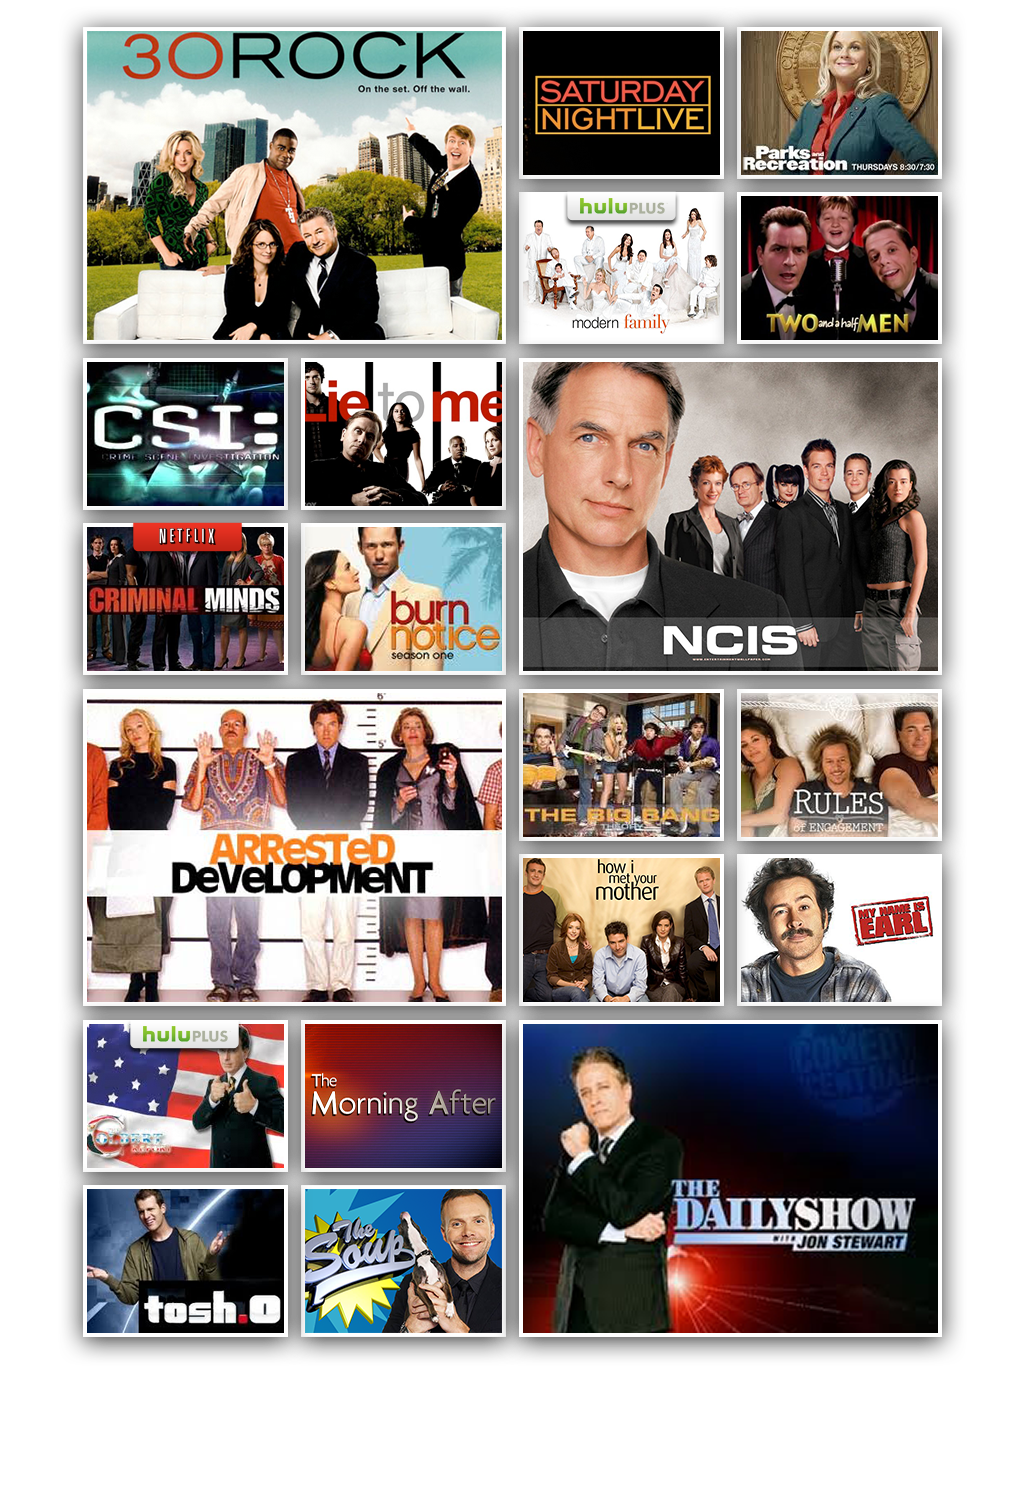 30ROCK
On the set. Off the wall.
SATURDAY
NIGHTLIVE
Parks and
Recreation THURSDAYS 8:30/7:30
huluPLUS
modern family
TWO and a half MEN
CSI:
CRIME SCENE INVESTIGATION
Lie to me
NCIS
NETFLIX
CRIMINAL MINDS
burn
notice
season one
ARReSTeD
DeVeLOPMeNT
THE BIG BANG
THEORY
RULES
of ENGAGEMENT
how i
met your
mother
MY NAME IS
EARL
huluPLUS
COLBERT
REPORT
The
Morning After
THE
DAILYSHOW
WITH JON STEWART
tosh.0
The
Soup